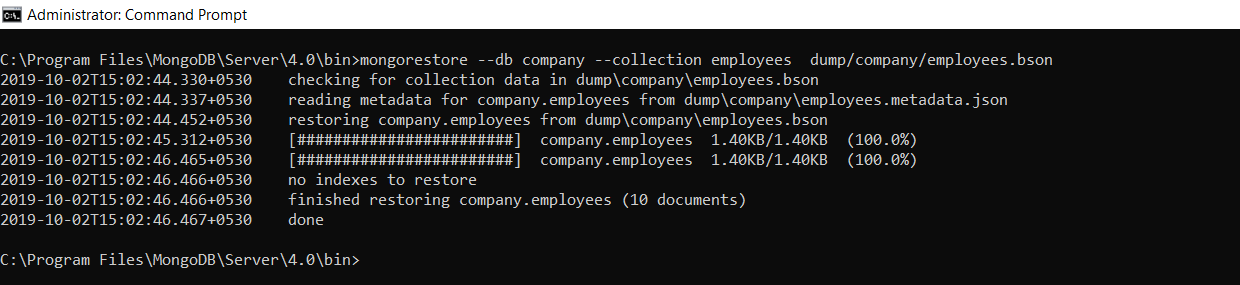 Administrator: Command Prompt
C:\Program Files\MongoDB\Server\4.0\bin>mongorestore --db company --collection employees  dump/company/employees.bson
2019-10-02T15:02:44.330+0530    checking for collection data in dump\company\employees.bson
2019-10-02T15:02:44.337+0530    reading metadata for company.employees from dump\company\employees.metadata.json
2019-10-02T15:02:44.452+0530    restoring company.employees from dump\company\employees.bson
2019-10-02T15:02:45.312+0530    [########################]  company.employees  1.40KB/1.40KB  (100.0%)
2019-10-02T15:02:46.465+0530    [########################]  company.employees  1.40KB/1.40KB  (100.0%)
2019-10-02T15:02:46.466+0530    no indexes to restore
2019-10-02T15:02:46.466+0530    finished restoring company.employees (10 documents)
2019-10-02T15:02:46.467+0530    done
C:\Program Files\MongoDB\Server\4.0\bin>